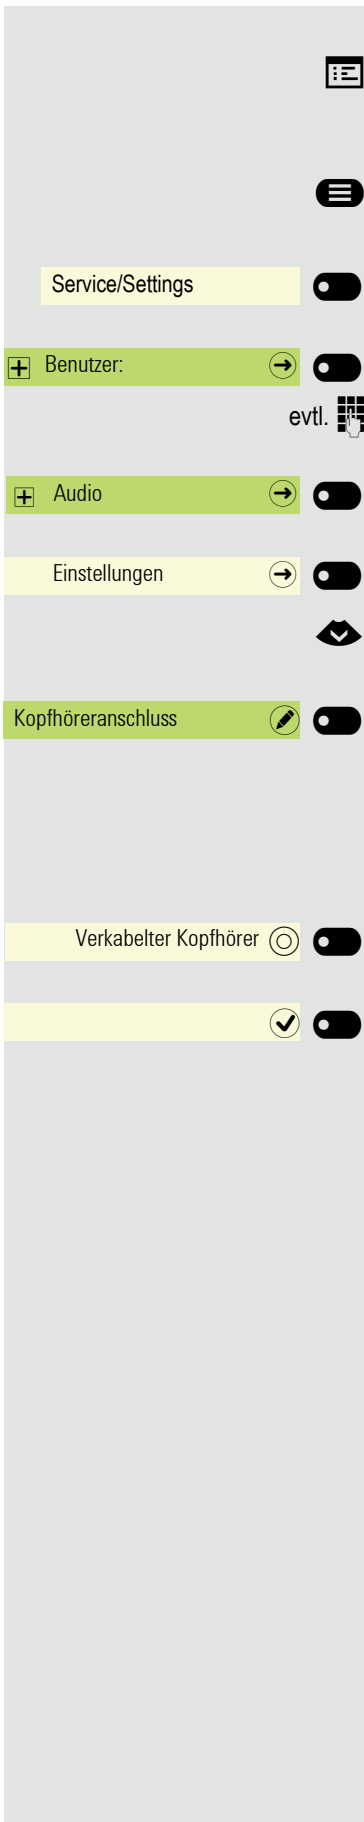 Service/Settings
Benutzer:
evtl.
Audio
Einstellungen
Kopfhöreranschluss
Verkabelter Kopfhörer